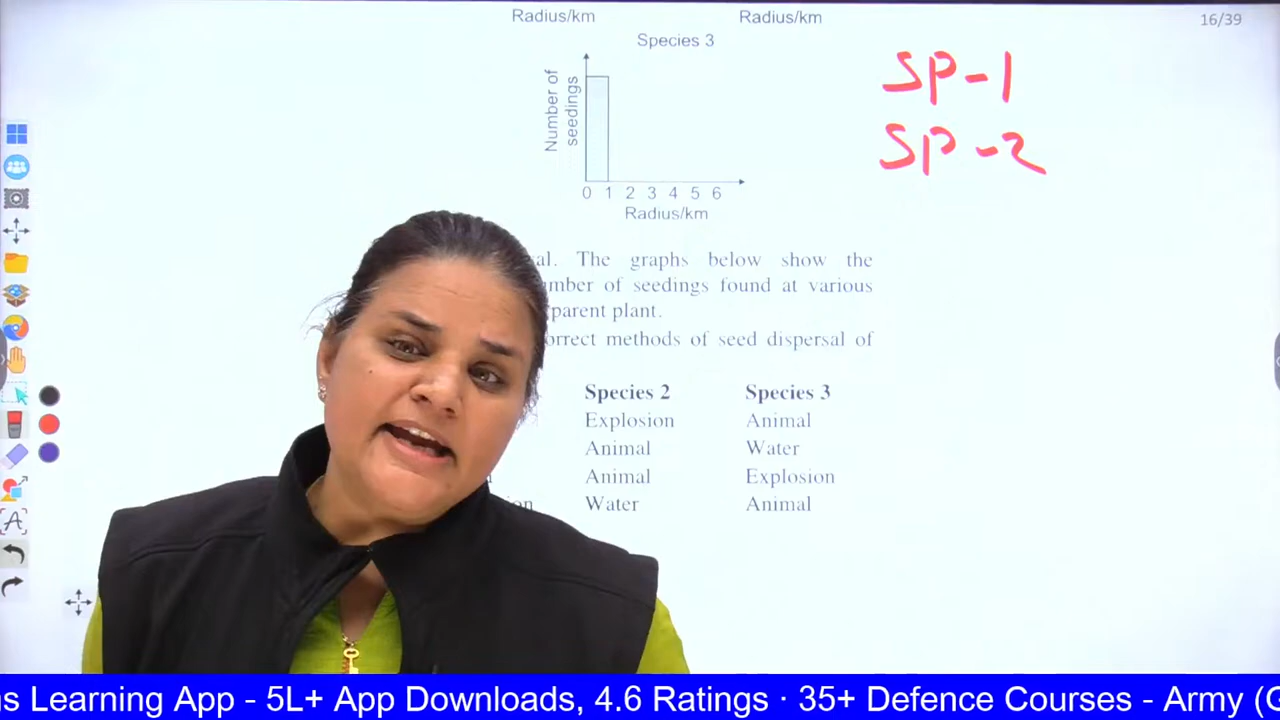 Radius/km Radius/km
16/39
Species 3
Number of seedings
0 1 2 3 4 5 6
Radius/km
SP-1
SP-2
The graphs below show the
of seedings found at various
parent plant.
methods of seed dispersal of
Species 2 Species 3
Explosion Animal
Animal Water
Animal Explosion
Water Animal
Learning App - 5L+ App Downloads, 4.6 Ratings · 35+ Defence Courses - Army